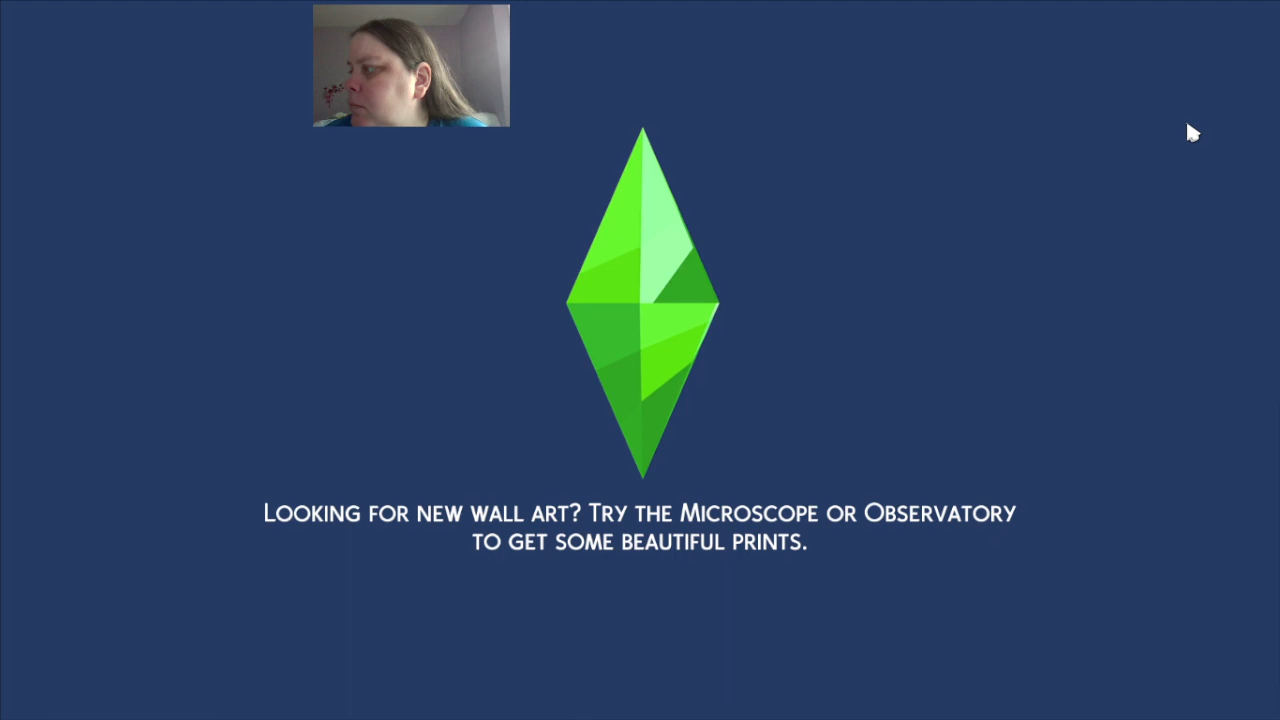 Looking for new wall art? Try the Microscope or Observatory
to get some beautiful prints.